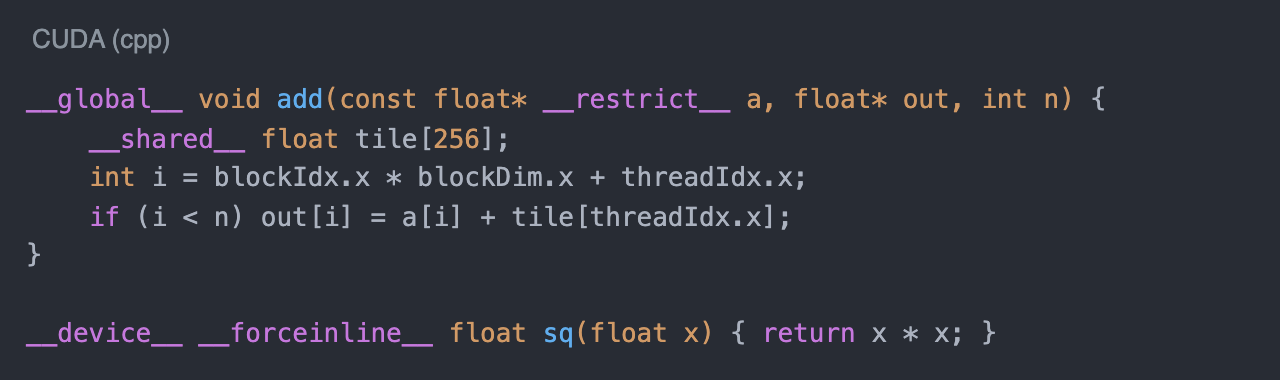 CUDA (cpp)
__global__ void add(const float* __restrict__ a, float* out, int n) {
    __shared__ float tile[256];
    int i = blockIdx.x * blockDim.x + threadIdx.x;
    if (i < n) out[i] = a[i] + tile[threadIdx.x];
}
__device__ __forceinline__ float sq(float x) { return x * x; }